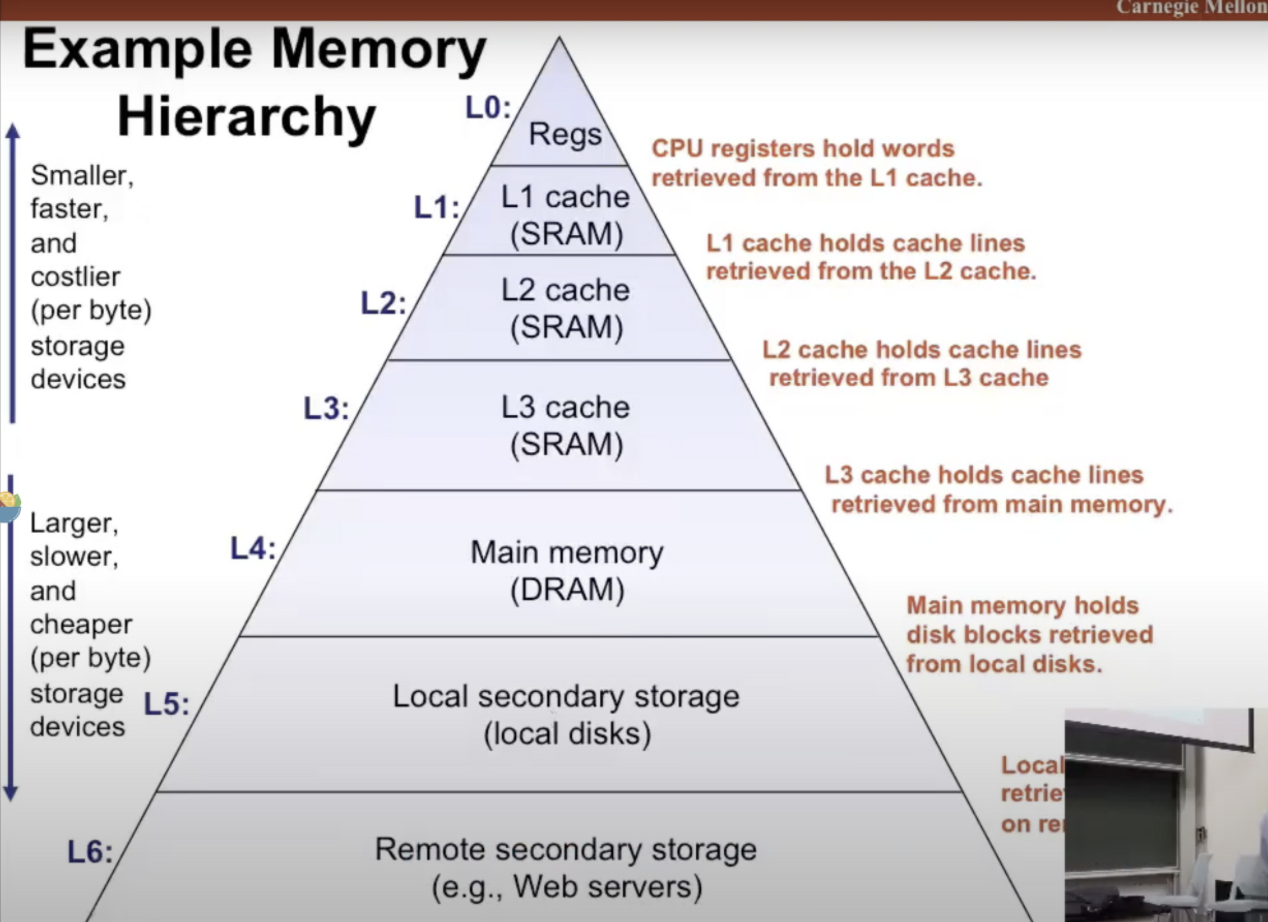 Carnegie Mellon
Example Memory
Hierarchy
L0:
Regs
CPU registers hold words
retrieved from the L1 cache.
Smaller,
faster,
and
costlier
(per byte)
storage
devices
L1:
L1 cache
(SRAM)
L1 cache holds cache lines
retrieved from the L2 cache.
L2:
L2 cache
(SRAM)
L2 cache holds cache lines
retrieved from L3 cache
L3:
L3 cache
(SRAM)
L3 cache holds cache lines
retrieved from main memory.
Larger,
slower,
and
cheaper
(per byte)
storage
devices
L4:
Main memory
(DRAM)
Main memory holds
disk blocks retrieved
from local disks.
L5:
Local secondary storage
(local disks)
Local
retrie
on re
L6:
Remote secondary storage
(e.g., Web servers)